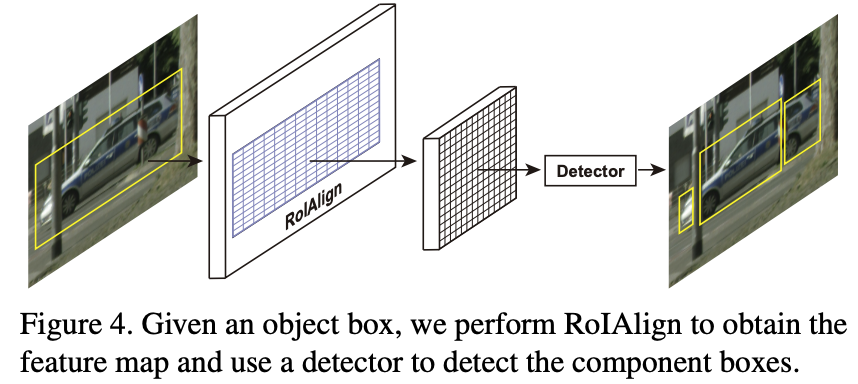 RoIAlign
Detector
Figure 4. Given an object box, we perform RoIAlign to obtain the
feature map and use a detector to detect the component boxes.